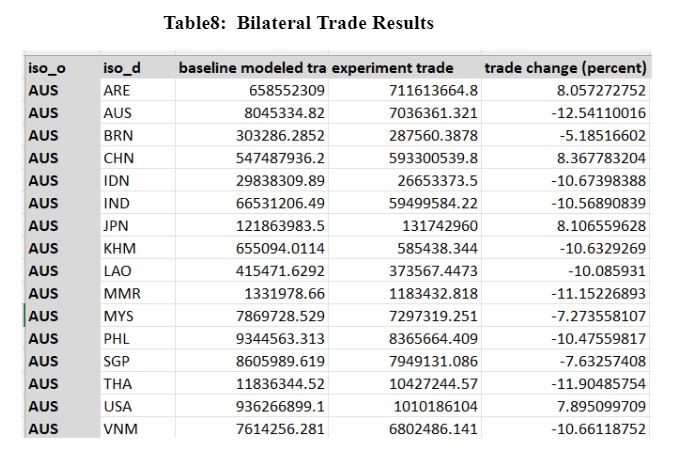 Table8: Bilateral Trade Results
iso_o iso_d baseline modeled tra experiment trade trade change (percent)
AUS ARE 658552309 711613664.8 8.057272752
AUS AUS 8045334.82 7036361.321 -12.54110016
AUS BRN 303286.2852 287560.3878 -5.18516602
AUS CHN 547487936.2 593300539.8 8.367783204
AUS IDN 29838309.89 26653373.5 -10.67398388
AUS IND 66531206.49 59499584.22 -10.56890839
AUS JPN 121863983.5 131742960 8.106559628
AUS KHM 655094.0114 585438.344 -10.6329269
AUS LAO 415471.6292 373567.4473 -10.085931
AUS MMR 1331978.66 1183432.818 -11.15226893
AUS MYS 7869728.529 7297319.251 -7.273558107
AUS PHL 9344563.313 8365664.409 -10.47559817
AUS SGP 8605989.619 7949131.086 -7.63257408
AUS THA 11836344.52 10427244.57 -11.90485754
AUS USA 936266899.1 1010186104 7.895099709
AUS VNM 7614256.281 6802486.141 -10.66118752